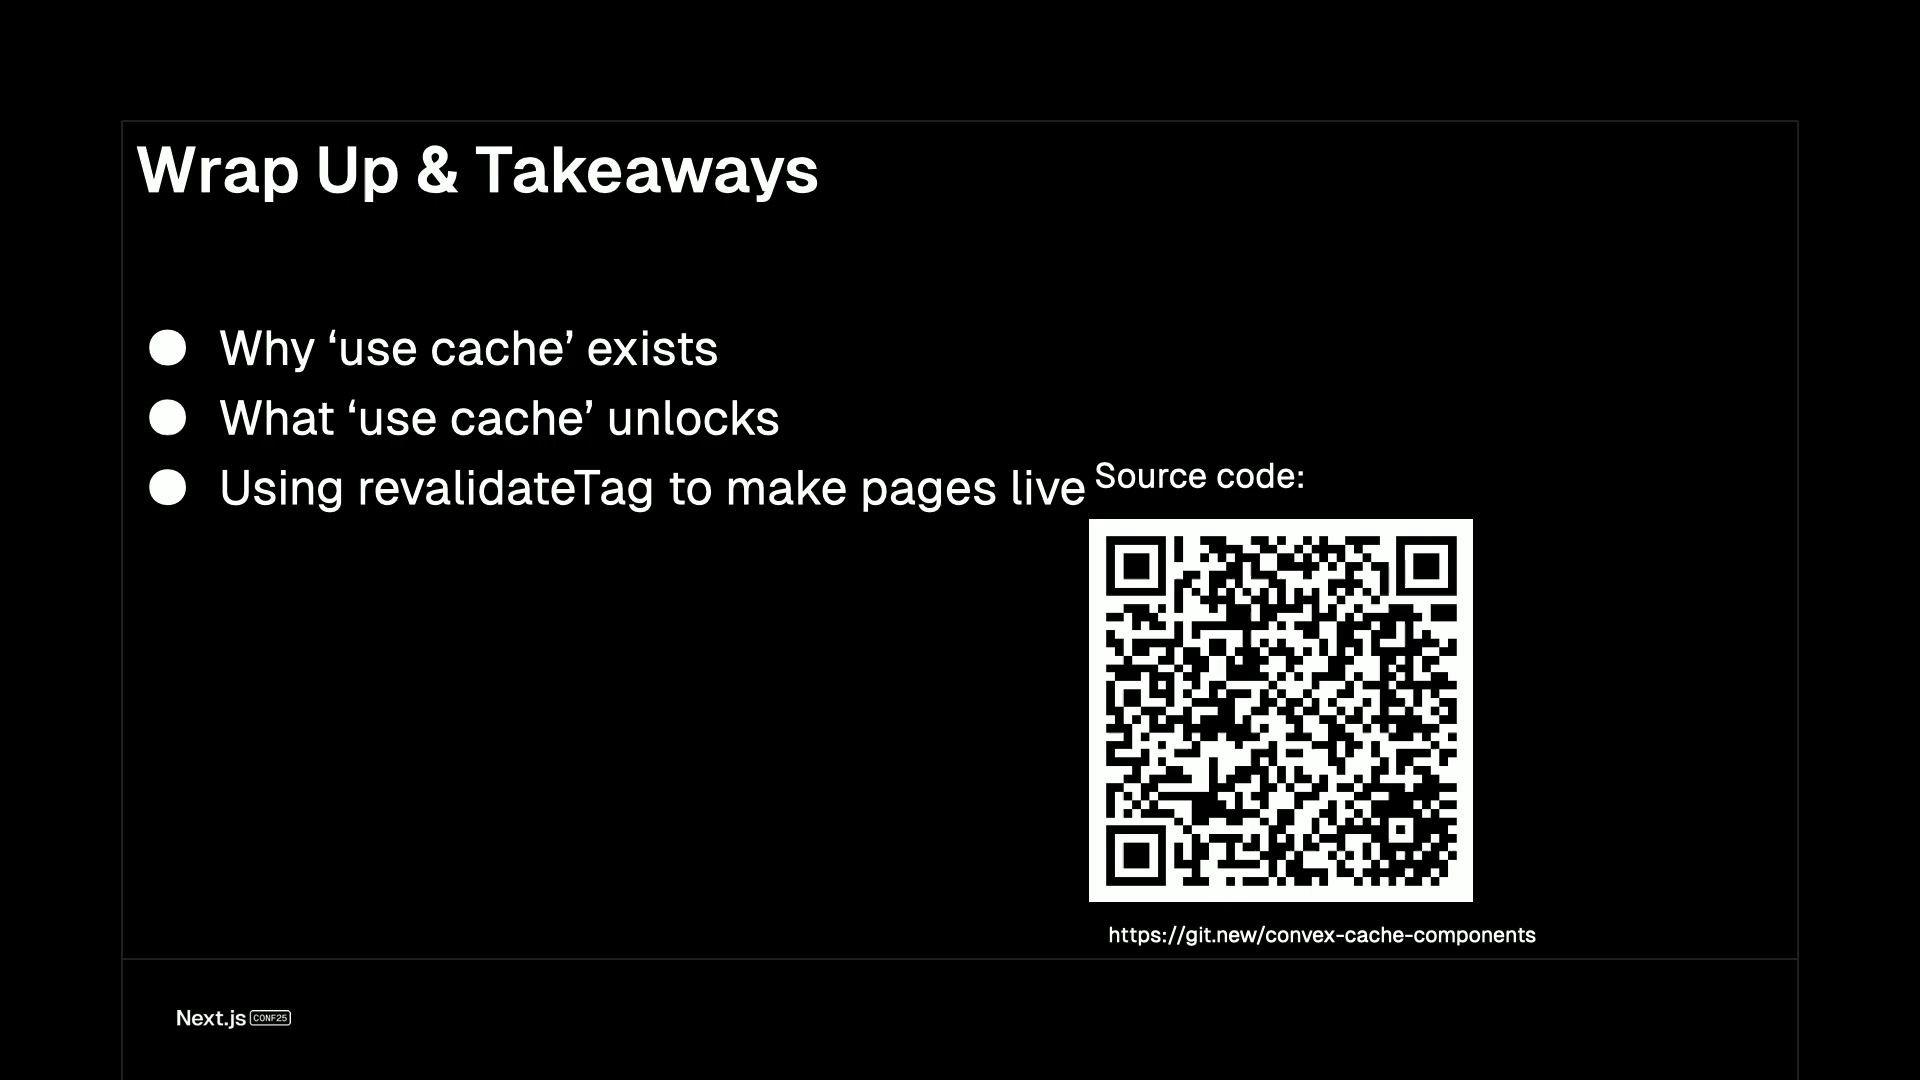 Wrap Up & Takeaways
● Why ‘use cache’ exists
● What ‘use cache’ unlocks
● Using revalidateTag to make pages live
Source code:
https://git.new/convex-cache-components
Next.js CONF25